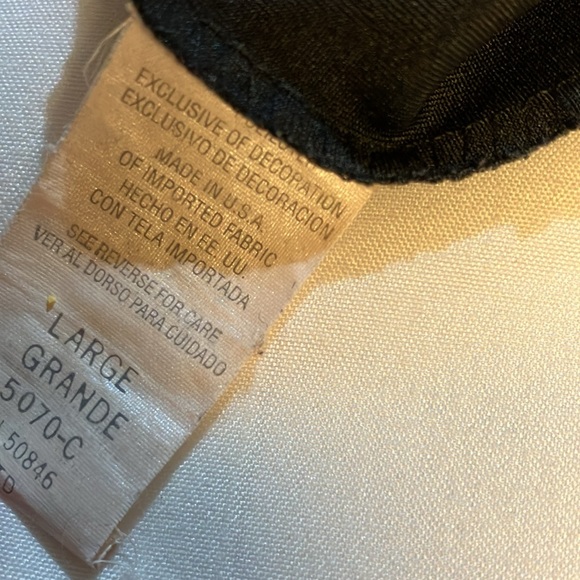 EXCLUSIVE OF DECORATION
EXCLUSIVO DE DECORACION
MADE IN U.S.A.
OF IMPORTED FABRIC
HECHO EN EE. UU.
CON TELA IMPORTADA
SEE REVERSE FOR CARE
VER AL DORSO PARA CUIDADO
LARGE
GRANDE
5070-C
50846